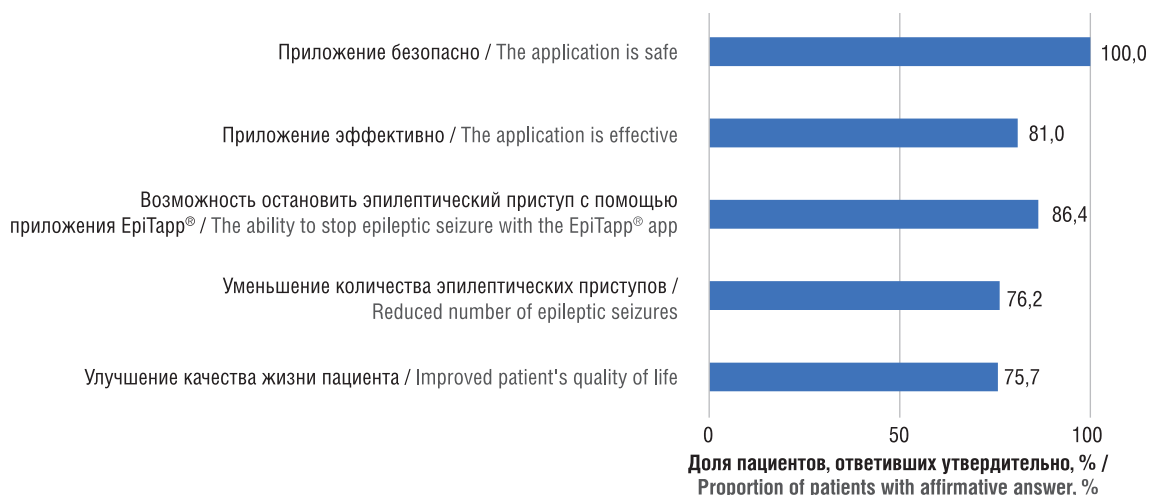 Приложение безопасно / The application is safe
100,0
Приложение эффективно / The application is effective
81,0
Возможность остановить эпилептический приступ с помощью
приложения EpiTapp® / The ability to stop epileptic seizure with the EpiTapp® app
86,4
Уменьшение количества эпилептических приступов /
Reduced number of epileptic seizures
76,2
Улучшение качества жизни пациента / Improved patient's quality of life
75,7
0 50 100
Доля пациентов, ответивших утвердительно, % /
Proportion of patients with affirmative answer, %